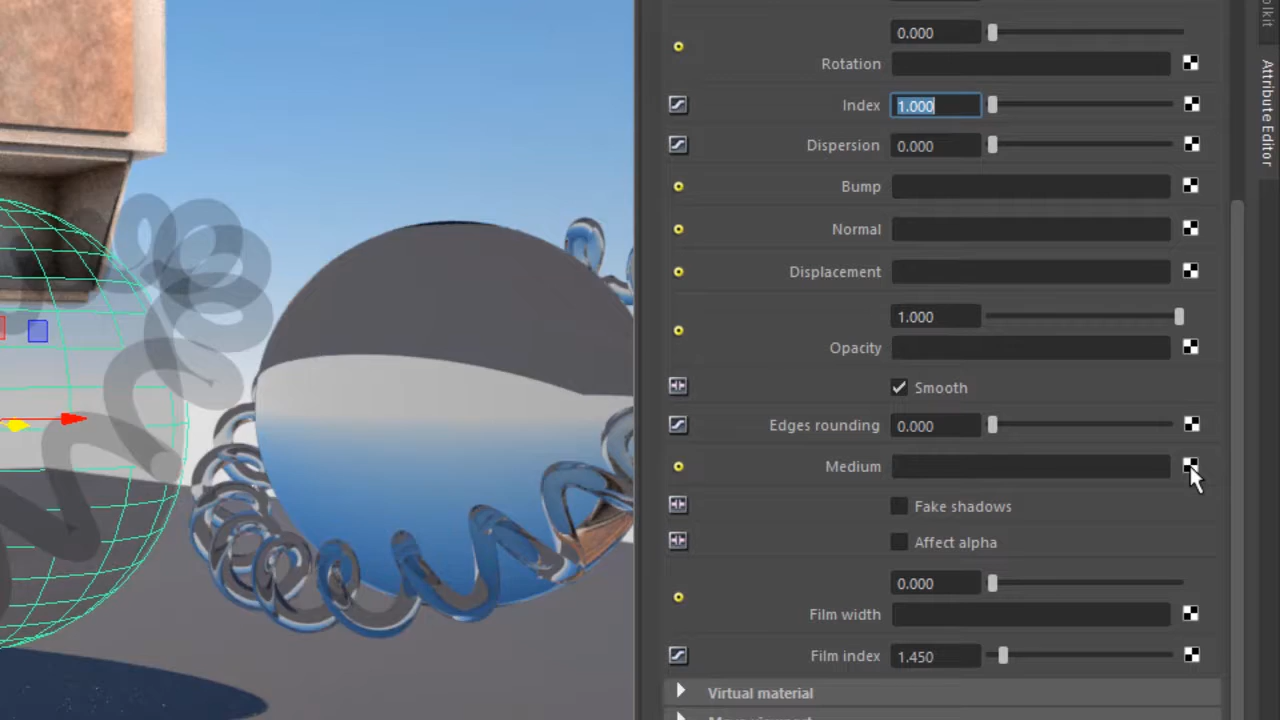 0.000
Rotation
Index 1.000
Dispersion 0.000
Bump
Normal
Displacement
1.000
Opacity
Smooth
Edges rounding 0.000
Medium
Fake shadows
Affect alpha
0.000
Film width
Film index 1.450
Virtual material
Attribute Editor